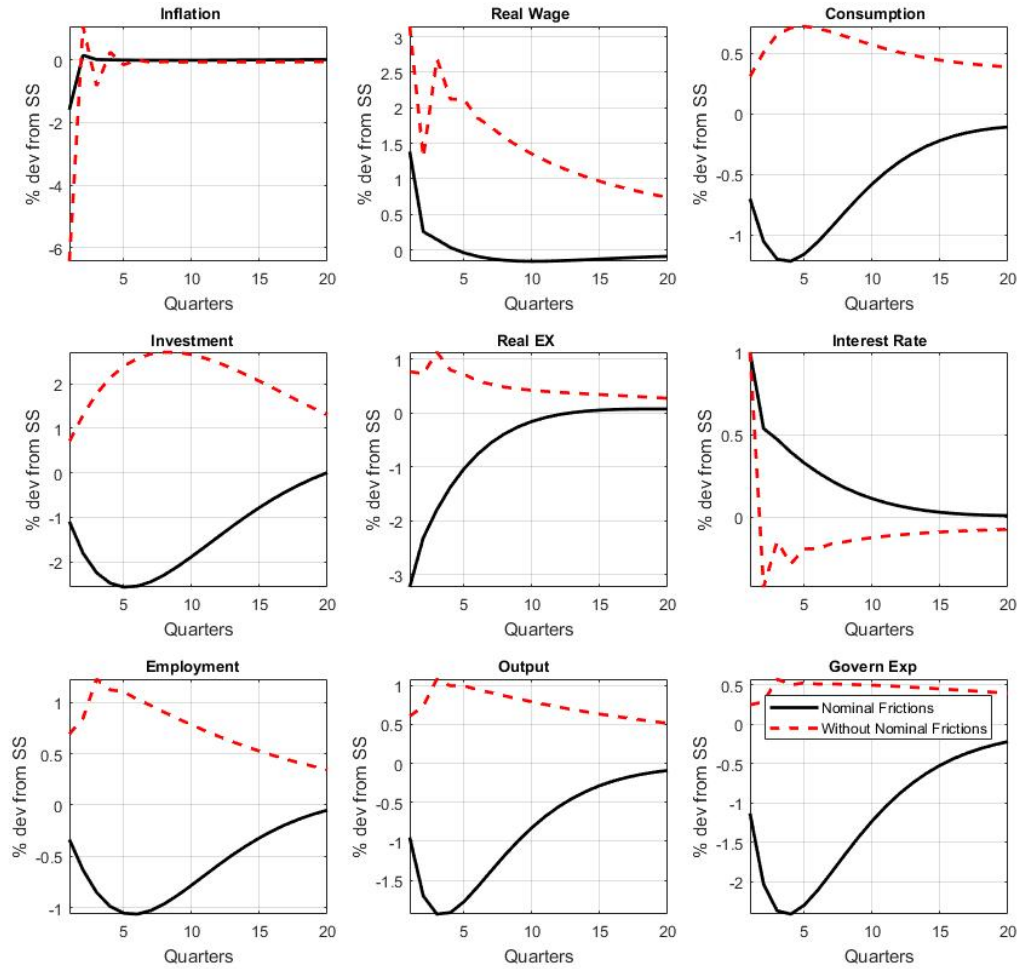 Inflation
% dev from SS
0
-2
-4
-6
5
10
15
20
Quarters
Real Wage
% dev from SS
3
2.5
2
1.5
1
0.5
0
5
10
15
20
Quarters
Consumption
% dev from SS
0.5
0
-0.5
-1
5
10
15
20
Quarters
Investment
% dev from SS
2
1
0
-1
-2
5
10
15
20
Quarters
Real EX
% dev from SS
1
0
-1
-2
-3
5
10
15
20
Quarters
Interest Rate
% dev from SS
1
0.5
0
5
10
15
20
Quarters
Employment
% dev from SS
1
0.5
0
-0.5
-1
5
10
15
20
Quarters
Output
% dev from SS
1
0.5
0
-0.5
-1
-1.5
5
10
15
20
Quarters
Govern Exp
% dev from SS
0.5
0
-0.5
-1
-1.5
-2
Nominal Frictions
Without Nominal Frictions
5
10
15
20
Quarters